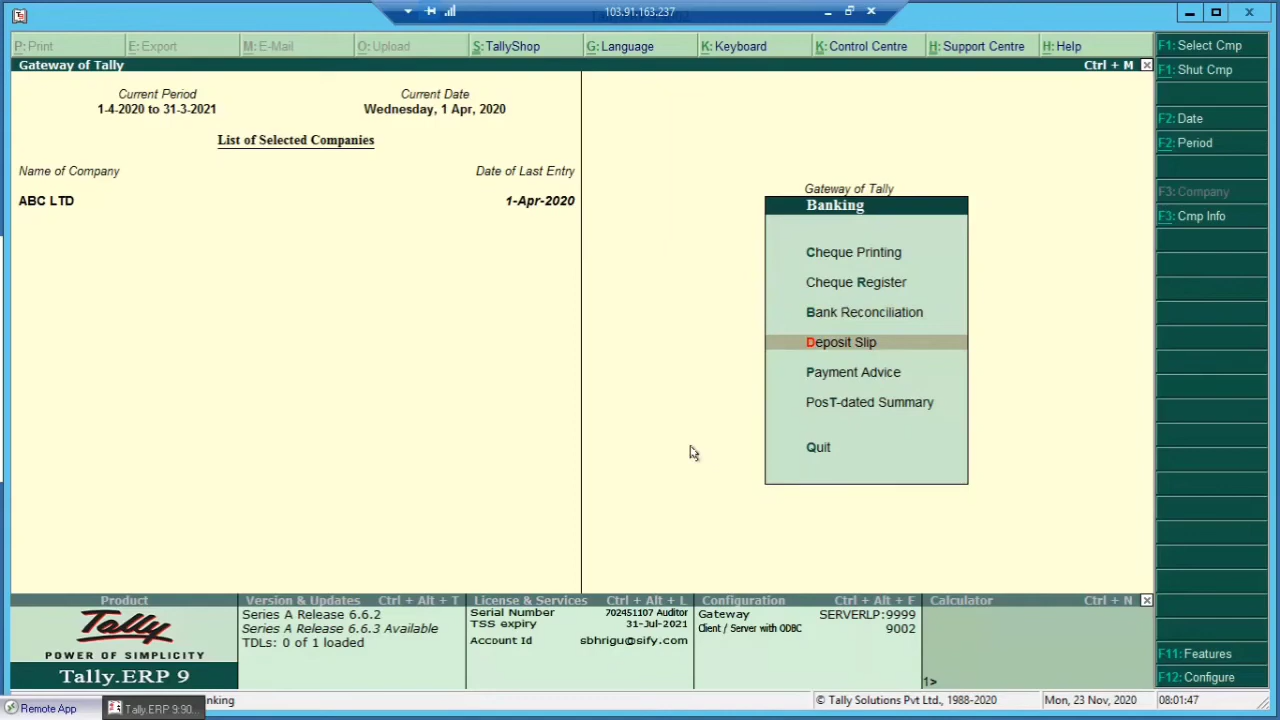 103.91.163.237
P: Print E: Export M: E-Mail O: Upload S: TallyShop G: Language K: Keyboard K: Control Centre H: Support Centre H: Help
Gateway of Tally Ctrl + M
Current Period Current Date
1-4-2020 to 31-3-2021 Wednesday, 1 Apr, 2020
List of Selected Companies
Name of Company Date of Last Entry
ABC LTD 1-Apr-2020
Gateway of Tally
Banking
Cheque Printing
Cheque Register
Bank Reconciliation
Deposit Slip
Payment Advice
PosT-dated Summary
Quit
F1: Select Cmp
F1: Shut Cmp
F2: Date
F2: Period
F3: Company
F3: Cmp Info
F11: Features
F12: Configure
Product
Tally
POWER OF SIMPLICITY
Tally.ERP 9
Version & Updates Ctrl + Alt + T
Series A Release 6.6.2
Series A Release 6.6.3 Available
TDLs: 0 of 1 loaded
License & Services Ctrl + Alt + L
Serial Number 702451107 Auditor
TSS expiry 31-Jul-2021
Account Id sbhrigu@sify.com
Configuration Ctrl + Alt + F
Gateway SERVERLP:9999
Client / Server with ODBC 9002
Calculator Ctrl + N
1>
nking © Tally Solutions Pvt Ltd., 1988-2020 Mon, 23 Nov, 2020 08:01:47
Remote App Tally.ERP 9:90...